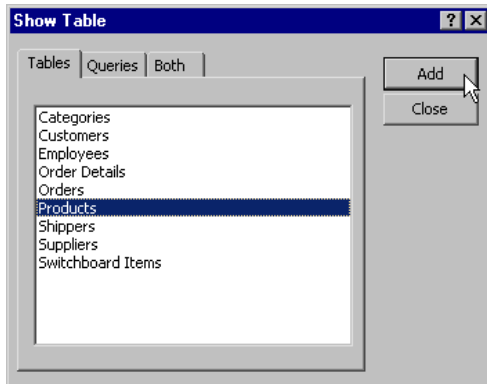 Show Table
Tables Queries Both
Add
Close
Categories
Customers
Employees
Order Details
Orders
Products
Shippers
Suppliers
Switchboard Items